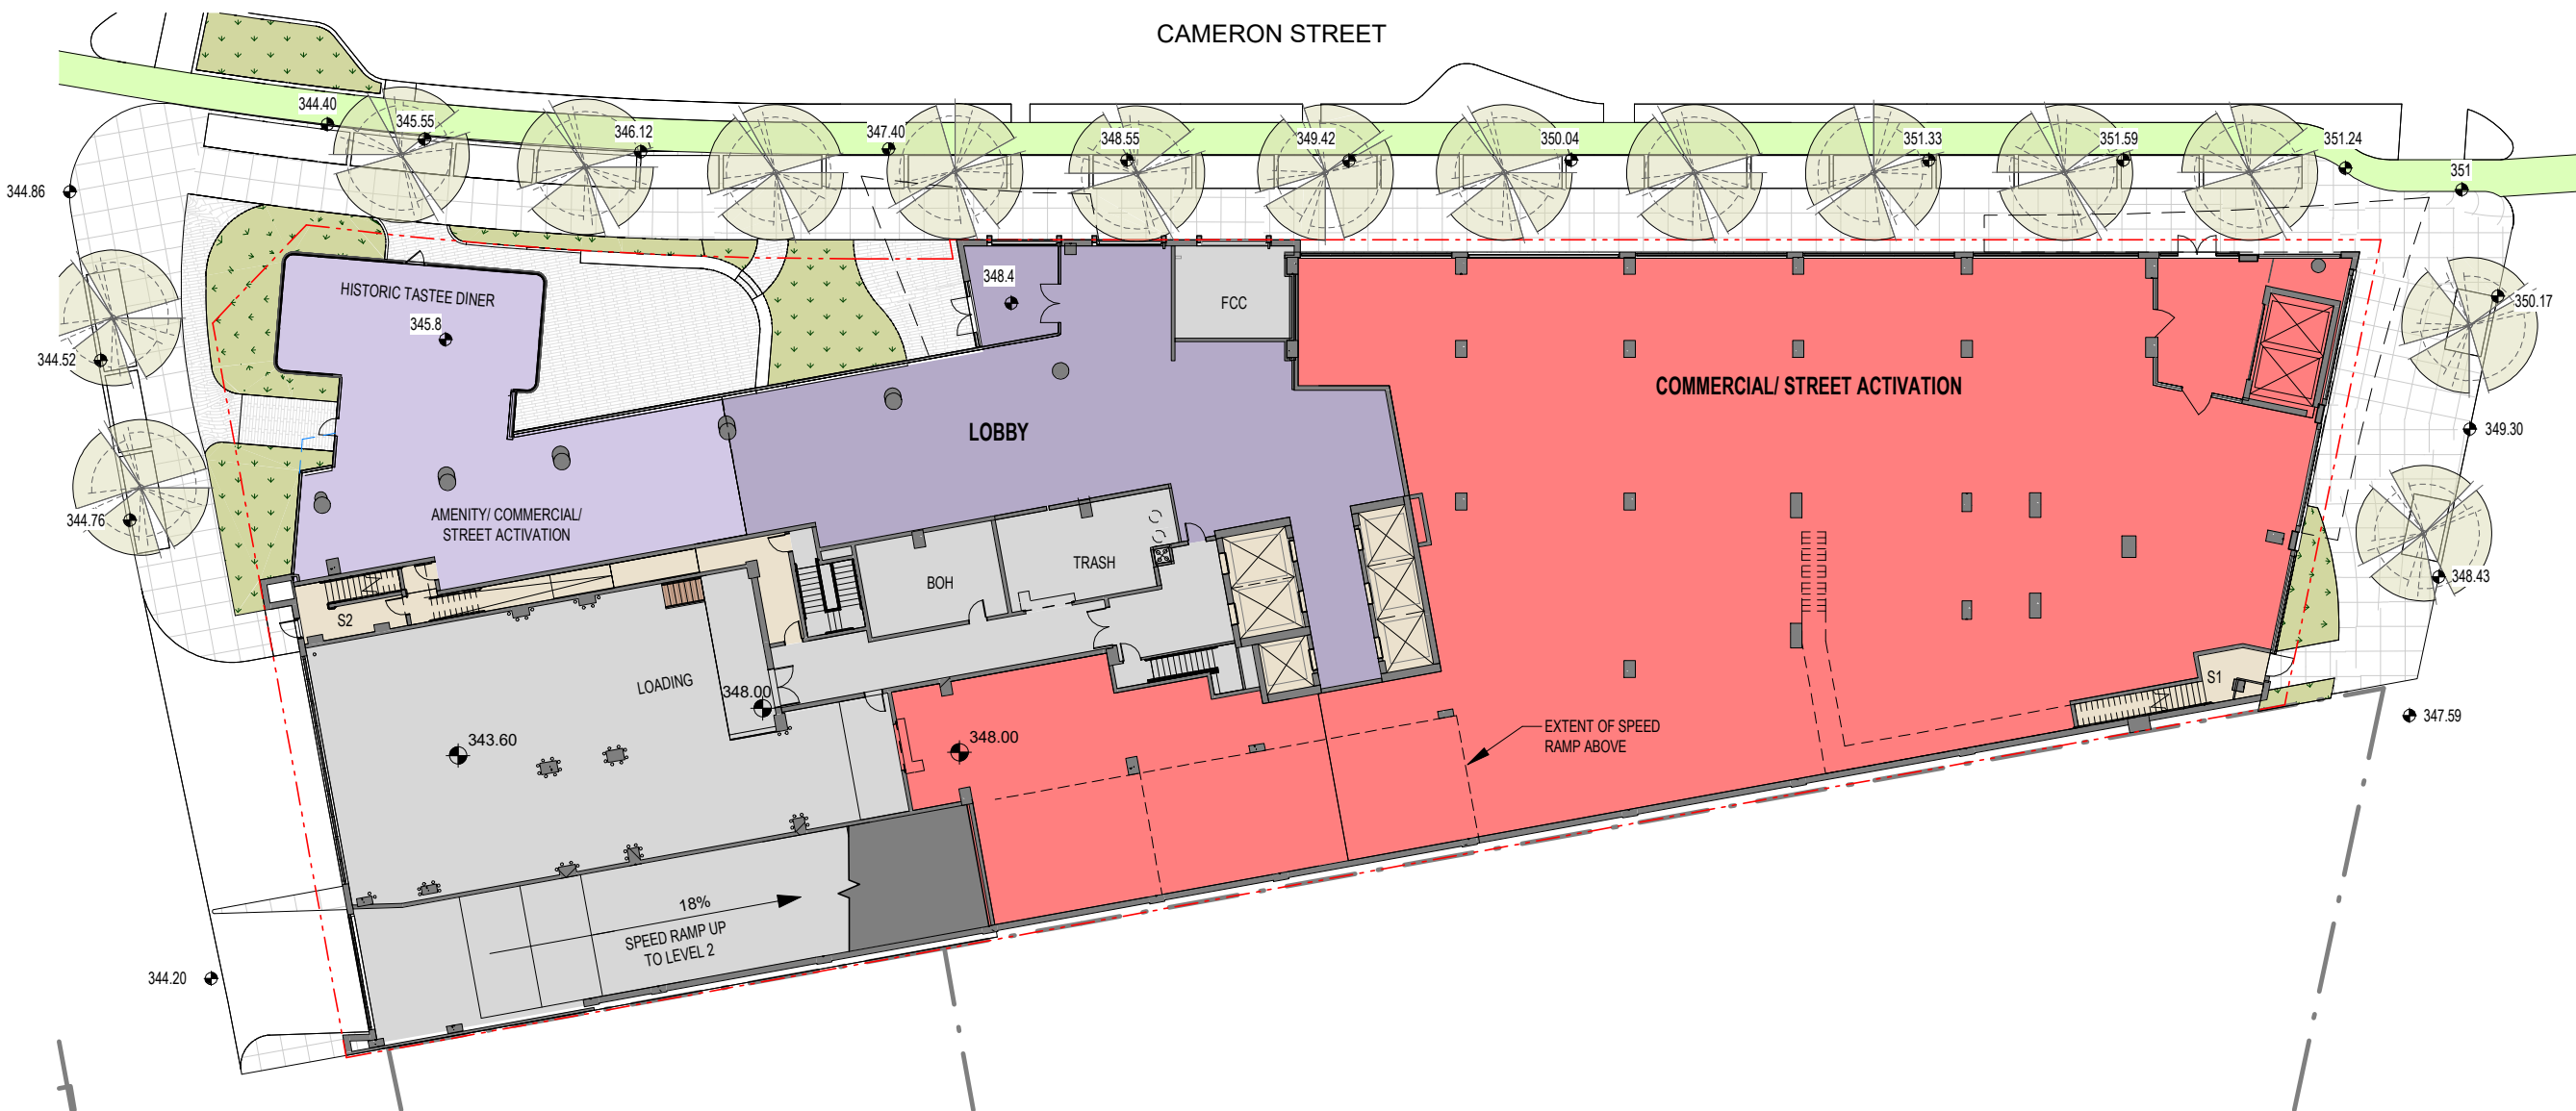 CAMERON STREET
344.40
345.55
346.12
347.40
348.55
349.42
350.04
351.33
351.59
351.24
351
344.86
348.4
FCC
HISTORIC TASTEE DINER
345.8
350.17
344.52
COMMERCIAL/ STREET ACTIVATION
LOBBY
349.30
344.76
AMENITY/ COMMERCIAL/
STREET ACTIVATION
BOH
TRASH
348.43
S2
LOADING
348.00
S1
343.60
348.00
EXTENT OF SPEED
RAMP ABOVE
347.59
18%
SPEED RAMP UP
TO LEVEL 2
344.20